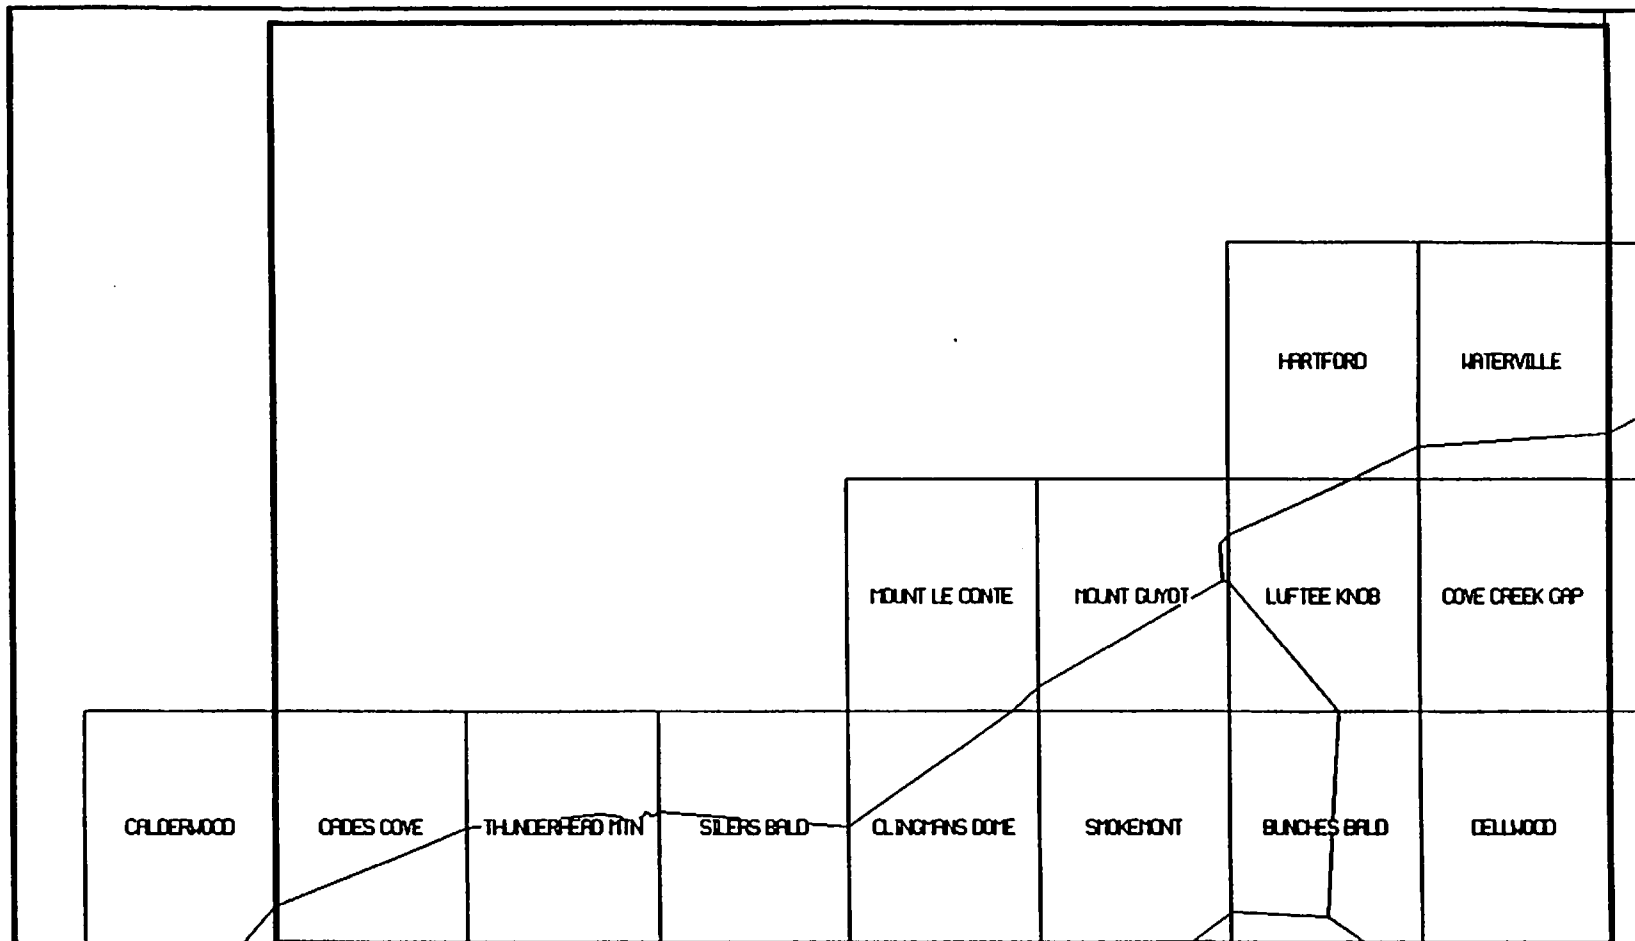 HARTFORD
WATERVILLE
MOUNT LE CONTE
MOUNT GUYOT
LUFTEE KNOB
COVE CREEK GAP
CALDERWOOD
CADES COVE
THUNDERHEAD MTN
SILERS BALD
CLINGMANS DOME
SMOKEMONT
BUNCHES BALD
DELLWOOD